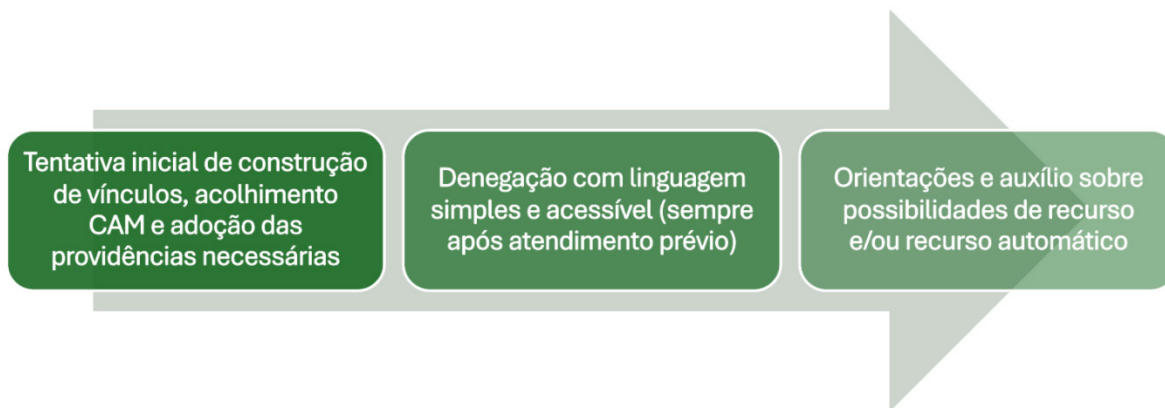 Tentativa inicial de construção
de vínculos, acolhimento
CAM e adoção das
providências necessárias
Denegação com linguagem
simples e acessível (sempre
após atendimento prévio)
Orientações e auxílio sobre
possibilidades de recurso
e/ou recurso automático